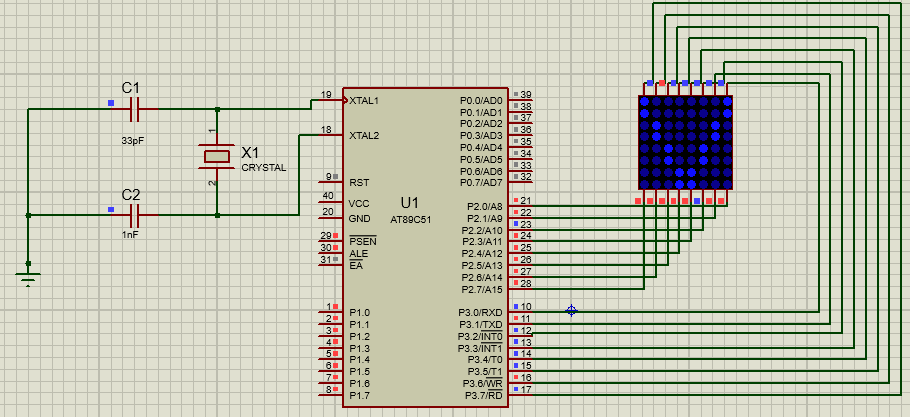 C1
33pF
1
X1
CRYSTAL
2
C2
1nF
U1
AT89C51
19 XTAL1
18 XTAL2
9 RST
40 VCC
20 GND
29 PSEN
30 ALE
31 EA
1 P1.0
2 P1.1
3 P1.2
4 P1.3
5 P1.4
6 P1.5
7 P1.6
8 P1.7
P0.0/AD0 39
P0.1/AD1 38
P0.2/AD2 37
P0.3/AD3 36
P0.4/AD4 35
P0.5/AD5 34
P0.6/AD6 33
P0.7/AD7 32
P2.0/A8 21
P2.1/A9 22
P2.2/A10 23
P2.3/A11 24
P2.4/A12 25
P2.5/A13 26
P2.6/A14 27
P2.7/A15 28
P3.0/RXD 10
P3.1/TXD 11
P3.2/INT0 12
P3.3/INT1 13
P3.4/T0 14
P3.5/T1 15
P3.6/WR 16
P3.7/RD 17